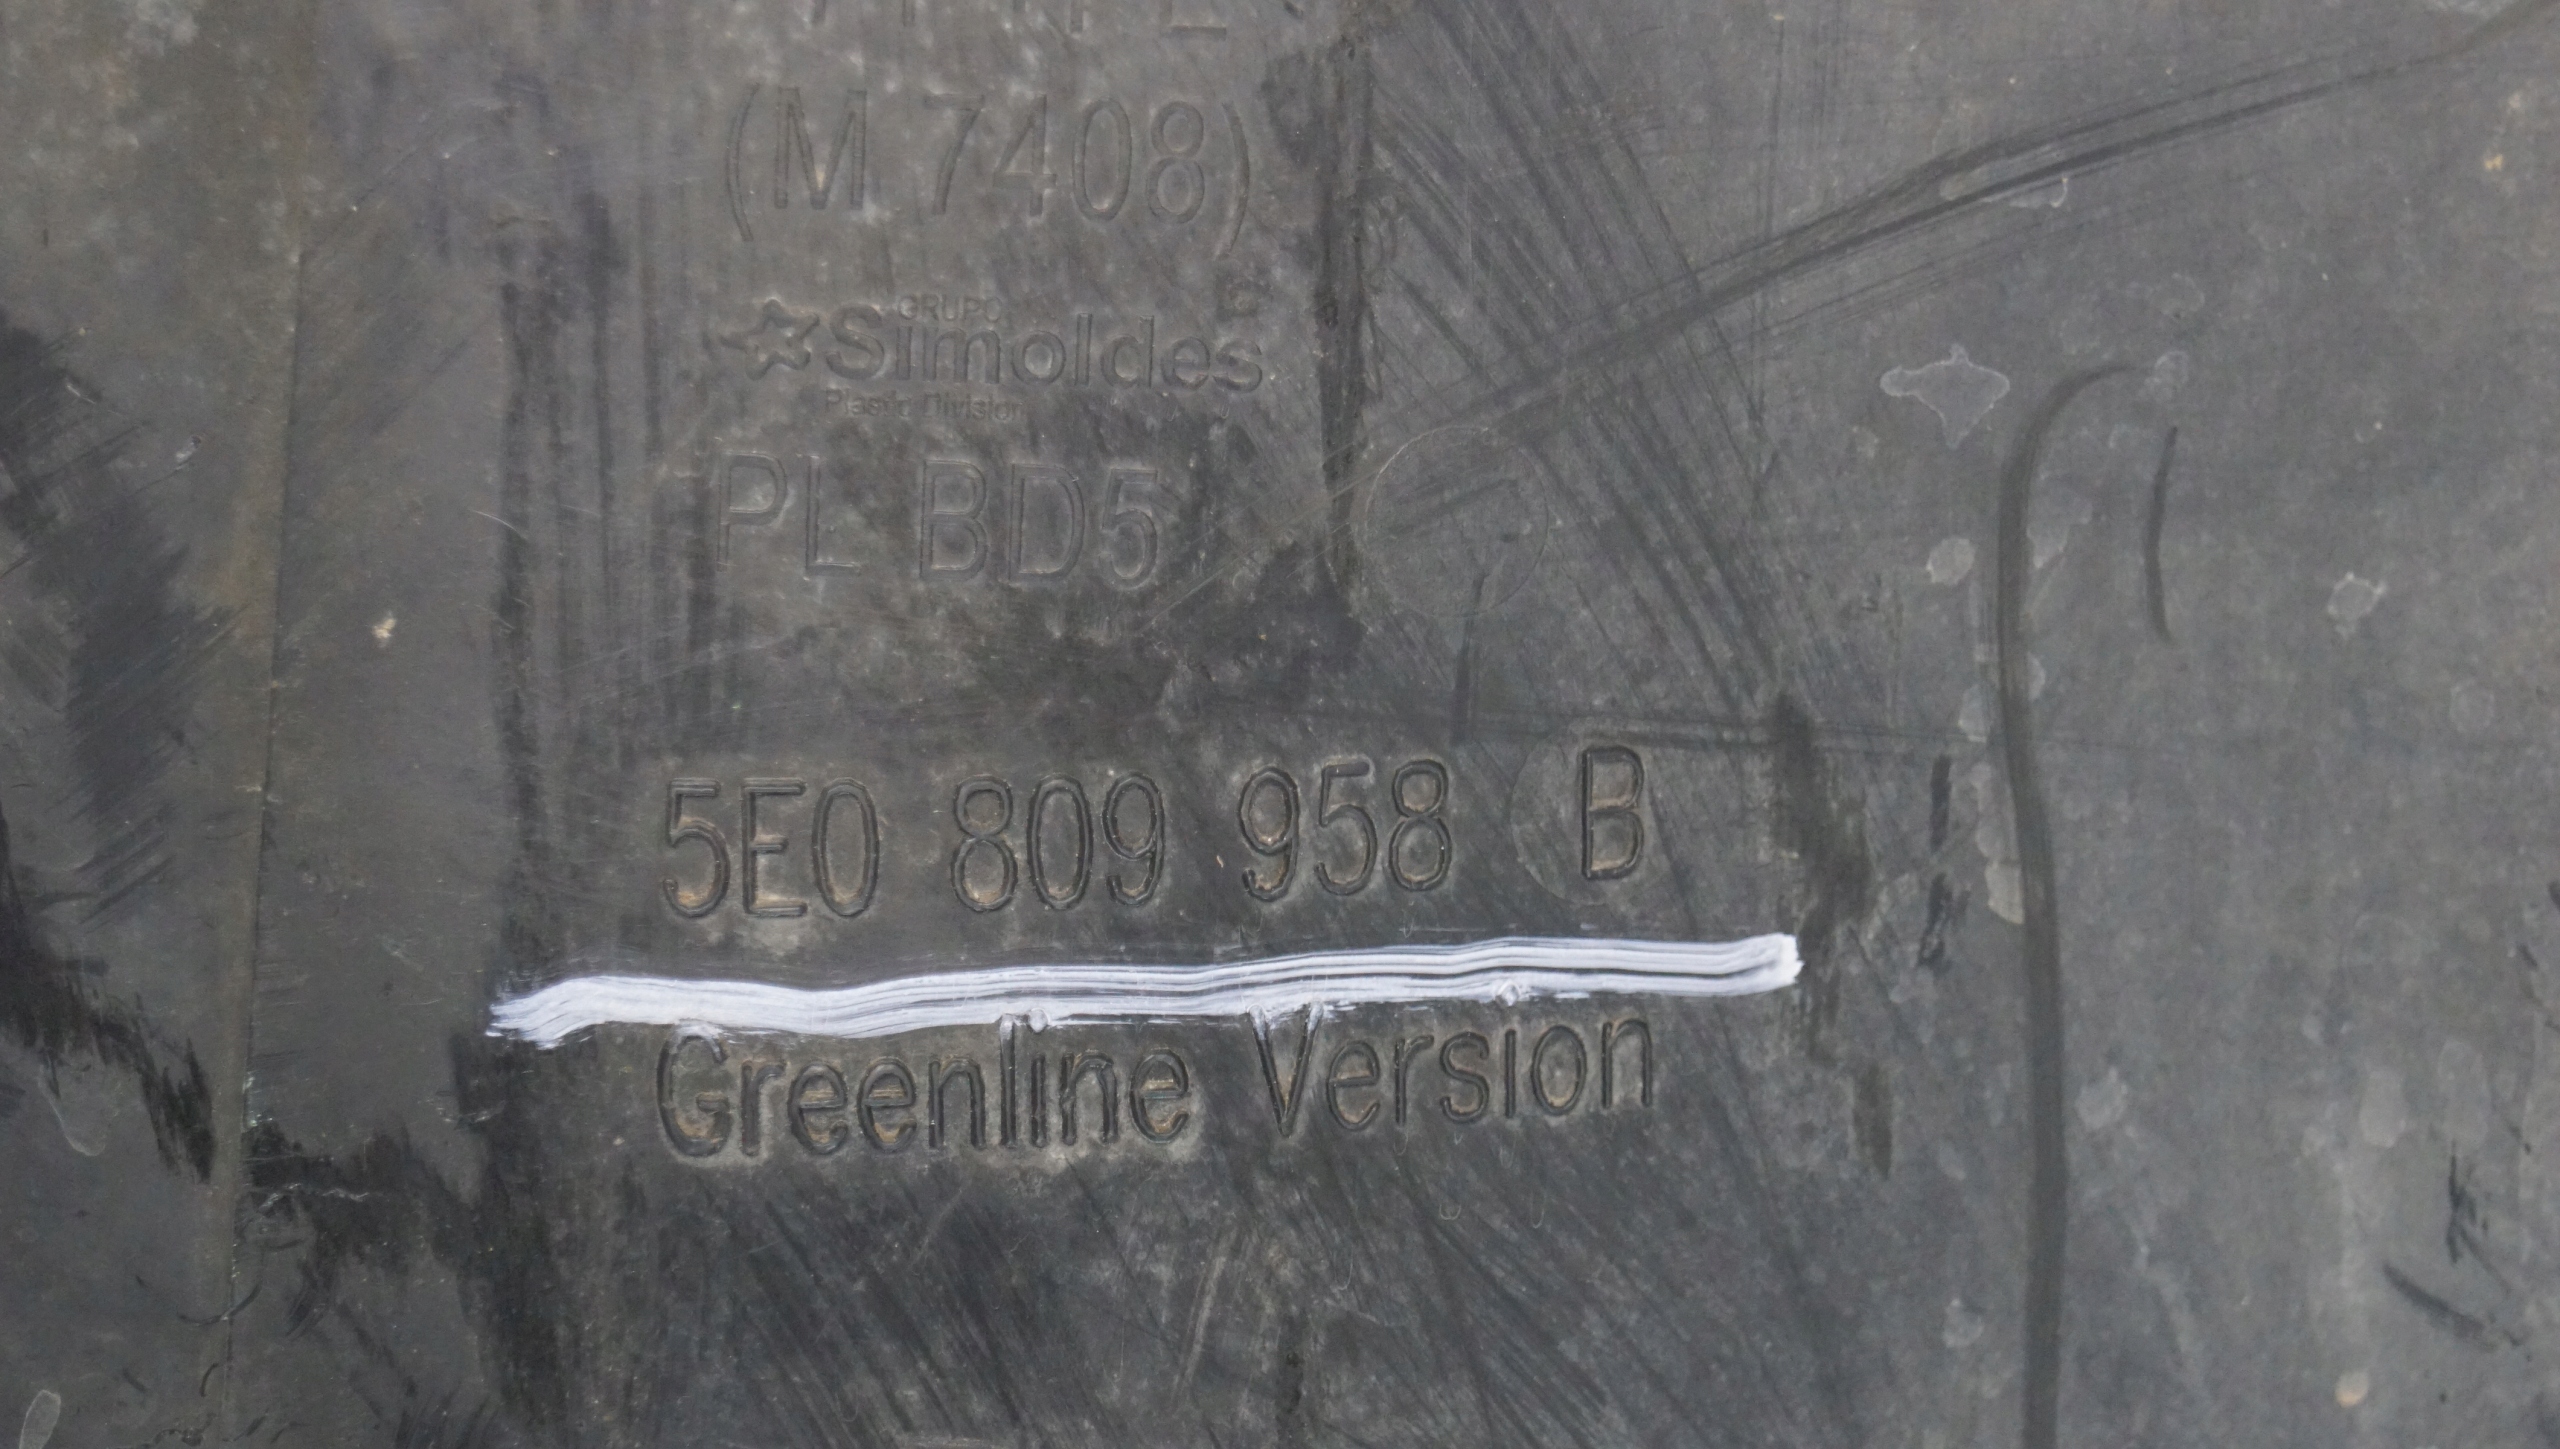 (M 7408)
GRUPO
Simoldes
Plastic Division
PL BD5
5E0 809 958 B
Greenline Version